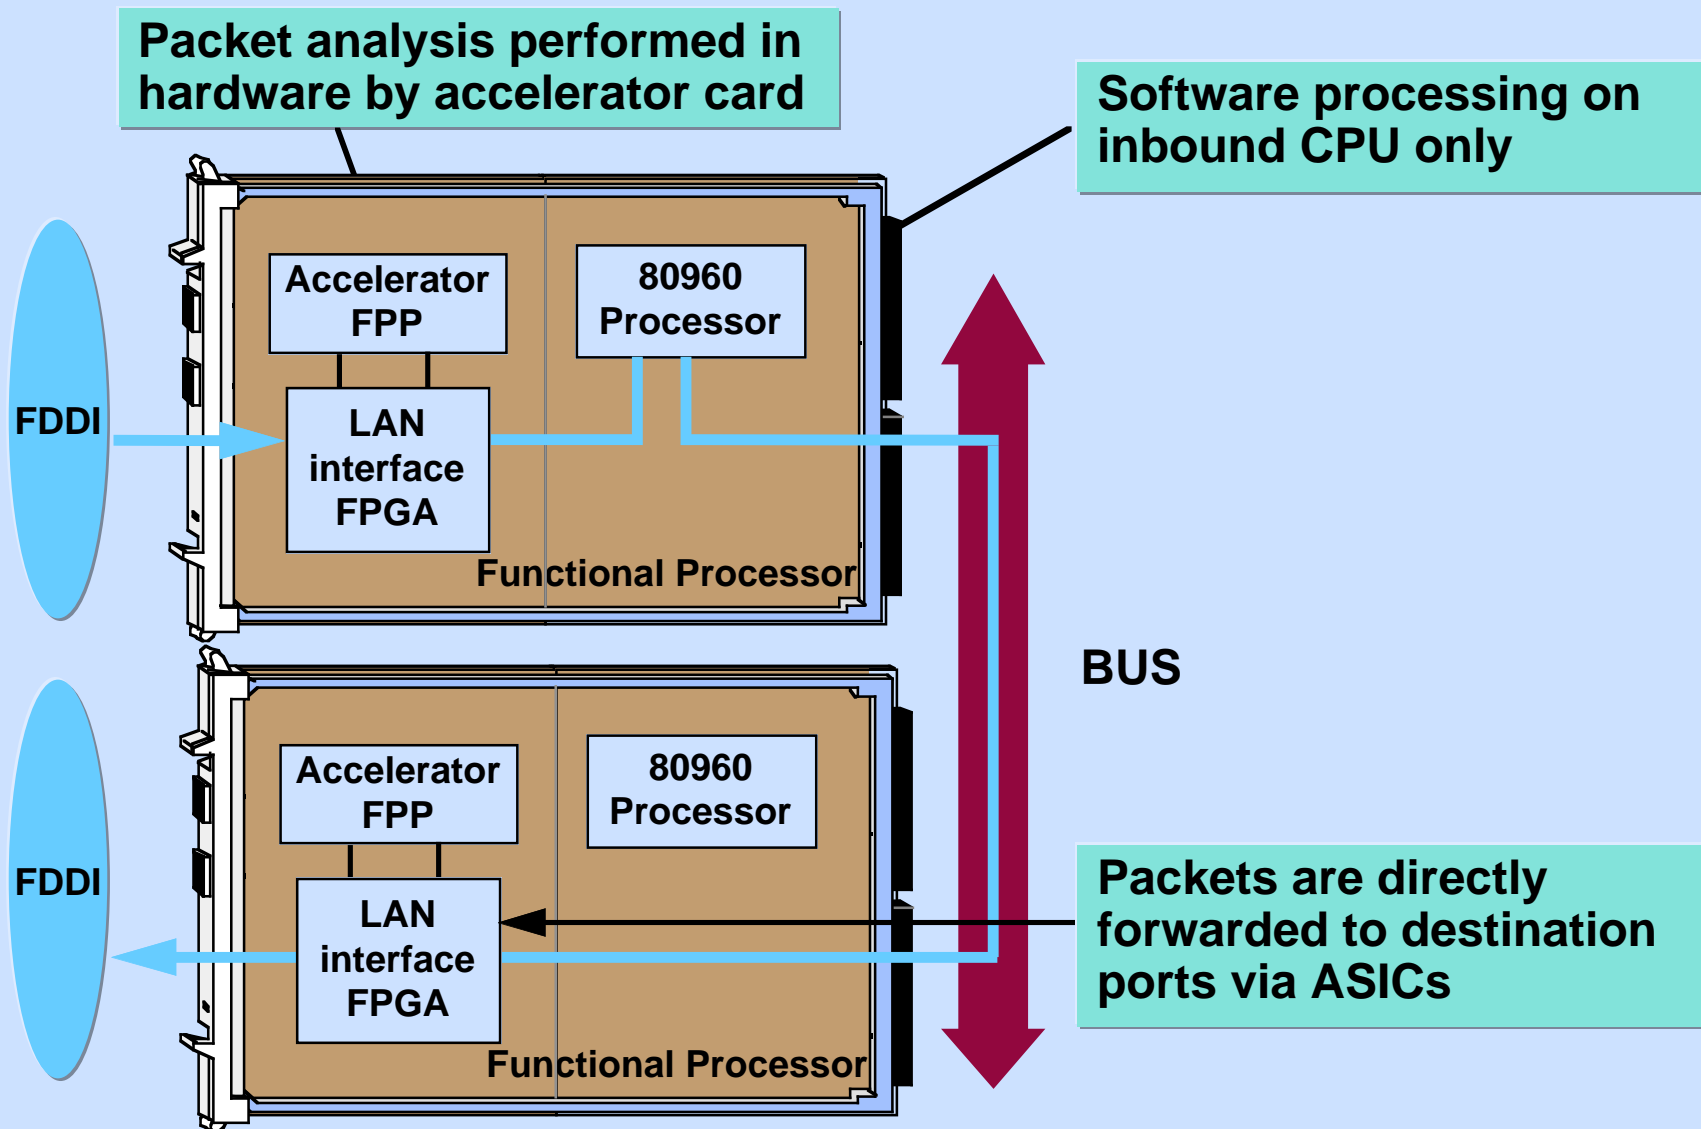 Packet analysis performed in
hardware by accelerator card
Software processing on
inbound CPU only
Accelerator
FPP
80960
Processor
FDDI
LAN
interface
FPGA
Functional Processor
BUS
Accelerator
FPP
80960
Processor
FDDI
LAN
interface
FPGA
Functional Processor
Packets are directly
forwarded to destination
ports via ASICs